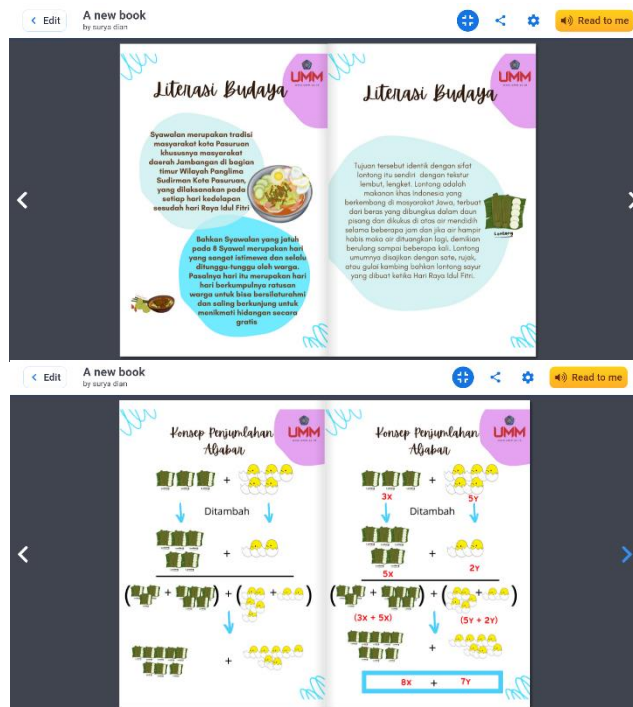 Edit
A new book
by surya dian
Read to me
Literasi Budaya
UMM
Syawalan merupakan tradisi
masyarakat kota Pasuruan
khususnya masyarakat
daerah Jambangan di bagian
timur Wilayah Panglima
Sudirman Kota Pasuruan,
yang dilaksanakan pada
setiap hari kedelapan
sesudah hari Raya Idul Fitri
Bahkan Syawalan yang jatuh
pada 8 Syawal merupakan hari
yang sangat istimewa dan selalu
ditunggu-tunggu oleh warga.
Pasalnya hari itu merupakan hari
hari berkumpulnya ratusan
warga untuk bisa bersilaturahmi
dan saling berkunjung untuk
menikmati hidangan secara
gratis
Literasi Budaya
UMM
Tujuan tersebut identik dengan sifat
lontong itu sendiri dengan tekstur
lembut, lengket. Lontong adalah
makanan khas Indonesia yang
berkembang di masyarakat Jawa, terbuat
dari beras yang dibungkus dalam daun
pisang dan dikukus di atas air mendidih
selama beberapa jam dan jika air hampir
habis maka air dituangkan lagi, demikian
berulang sampai beberapa kali. Lontong
umumnya disajikan dengan sate, rujak,
atau gulai kambing bahkan lontong sayur
yang dibuat ketika Hari Raya Idul Fitri.
Lontong
Edit
A new book
by surya dian
Read to me
Konsep Penjumlahan
Aljabar
UMM
+
Ditambah
+
( + ) + ( + )
+
Konsep Penjumlahan
Aljabar
UMM
+
3X 5Y
Ditambah
+
5X 2Y
( + ) + ( + )
(3X + 5X) (5Y + 2Y)
+
8X + 7Y